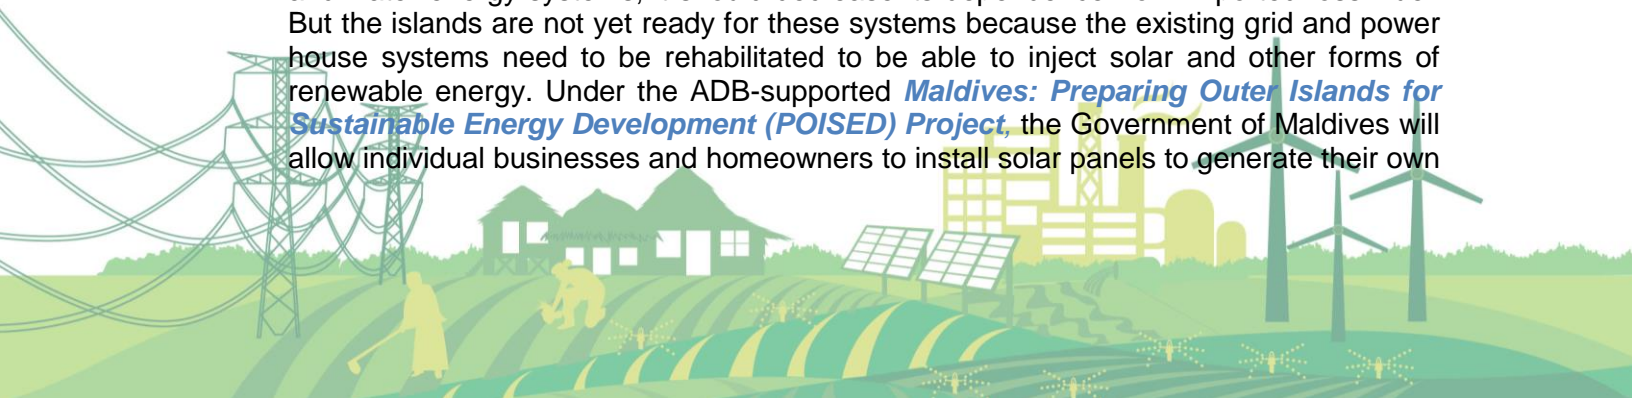 But the islands are not yet ready for these systems because the existing grid and power
house systems need to be rehabilitated to be able to inject solar and other forms of
renewable energy. Under the ADB-supported Maldives: Preparing Outer Islands for
Sustainable Energy Development (POISED) Project, the Government of Maldives will
allow individual businesses and homeowners to install solar panels to generate their own